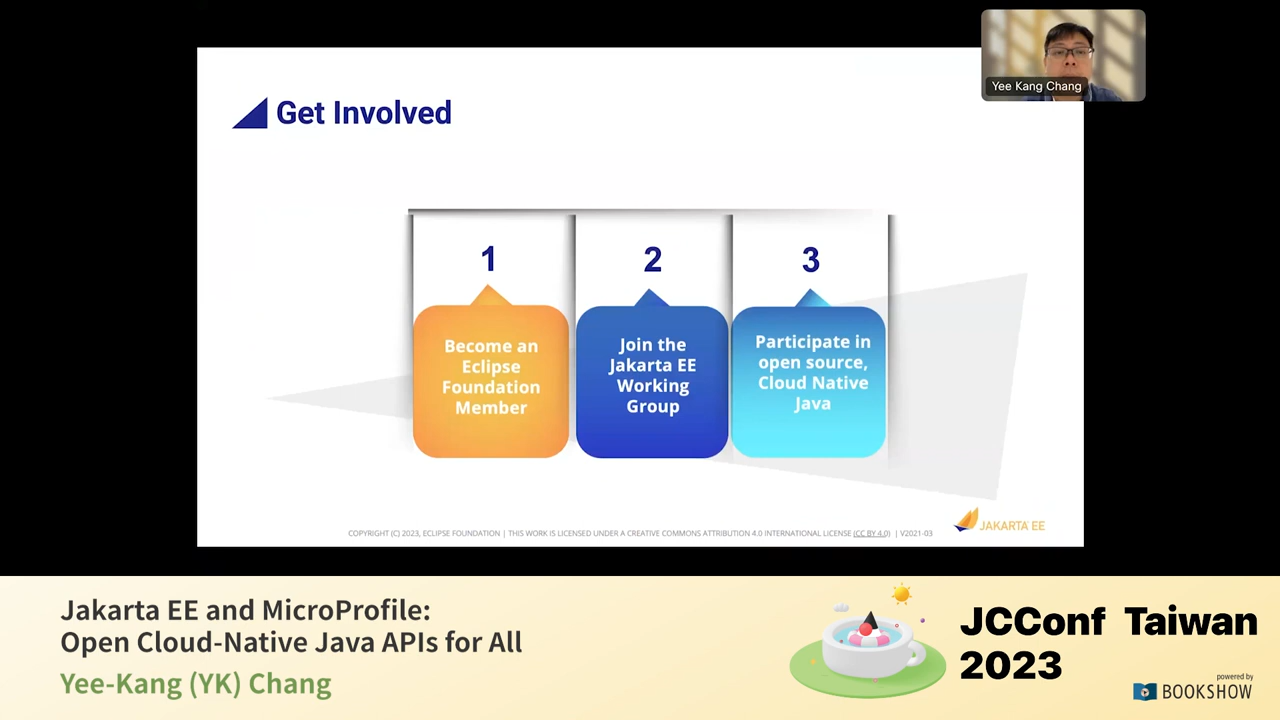 Yee Kang Chang
Get Involved
1
Become an
Eclipse
Foundation
Member
2
Join the
Jakarta EE
Working
Group
3
Participate in
open source,
Cloud Native
Java
COPYRIGHT (C) 2023, ECLIPSE FOUNDATION | THIS WORK IS LICENSED UNDER A CREATIVE COMMONS ATTRIBUTION 4.0 INTERNATIONAL LICENSE (CC BY 4.0) | V2021-03
JAKARTA EE
Jakarta EE and MicroProfile:
Open Cloud-Native Java APIs for All
Yee-Kang (YK) Chang
JCConf Taiwan
2023
powered by
BOOKSHOW